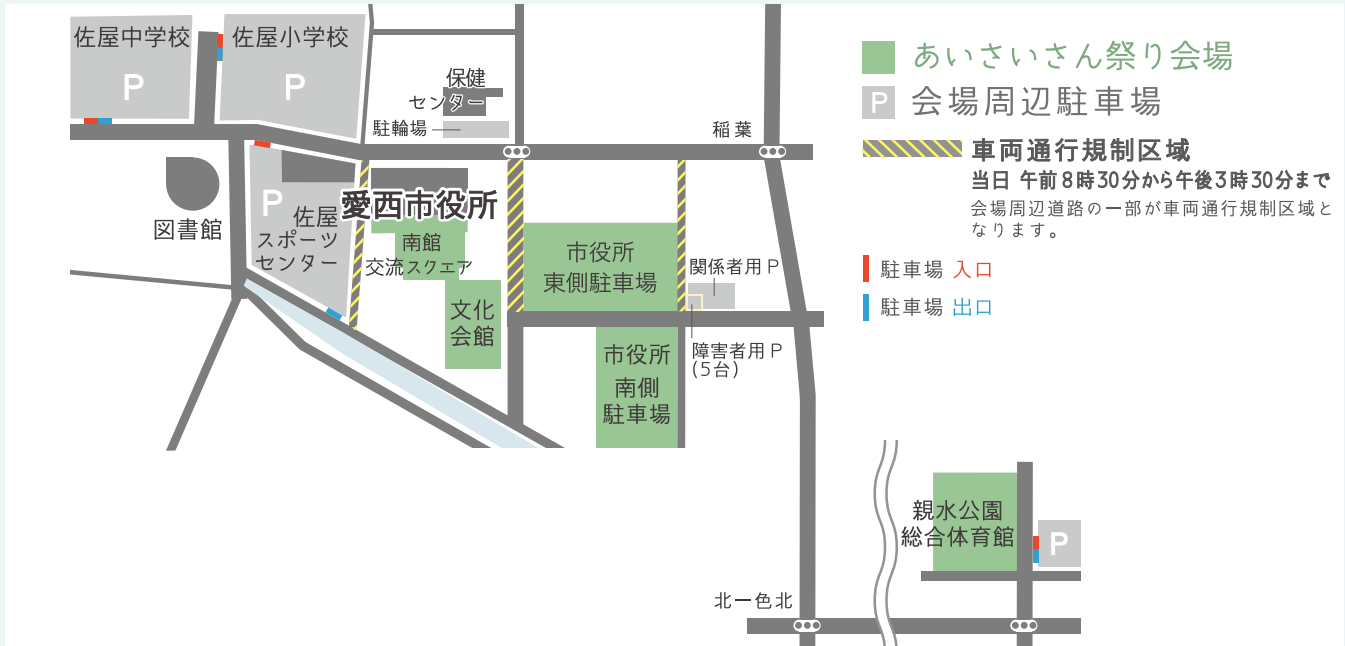 佐屋中学校
P
佐屋小学校
P
保健
センター
駐輪場
稲葉
図書館
P
佐屋
スポーツ
センター
愛西市役所
南館
交流スクエア
文化
会館
市役所
東側駐車場
関係者用P
障害者用P
(5台)
市役所
南側
駐車場
親水公園
総合体育館
P
北一色北
あいさいさん祭り会場
P 会場周辺駐車場
車両通行規制区域
当日 午前8時30分から午後3時30分まで
会場周辺道路の一部が車両通行規制区域と
なります。
駐車場 入口
駐車場 出口